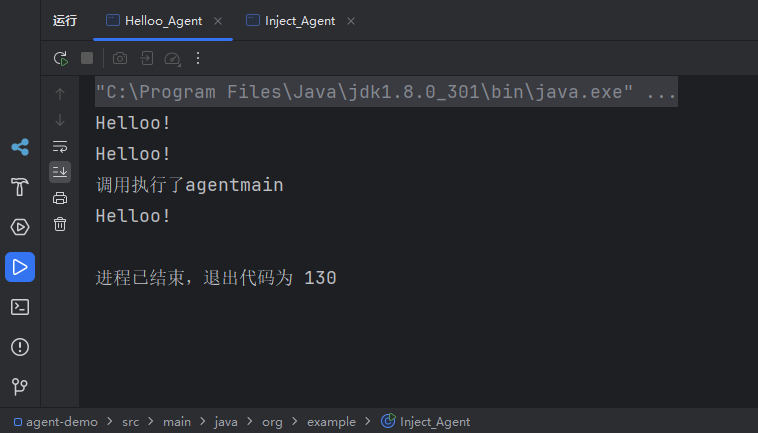 运行 Helloo_Agent Inject_Agent
"C:\Program Files\Java\jdk1.8.0_301\bin\java.exe" ...
Helloo!
Helloo!
调用执行了agentmain
Helloo!
进程已结束，退出代码为 130
agent-demo > src > main > java > org > example > Inject_Agent